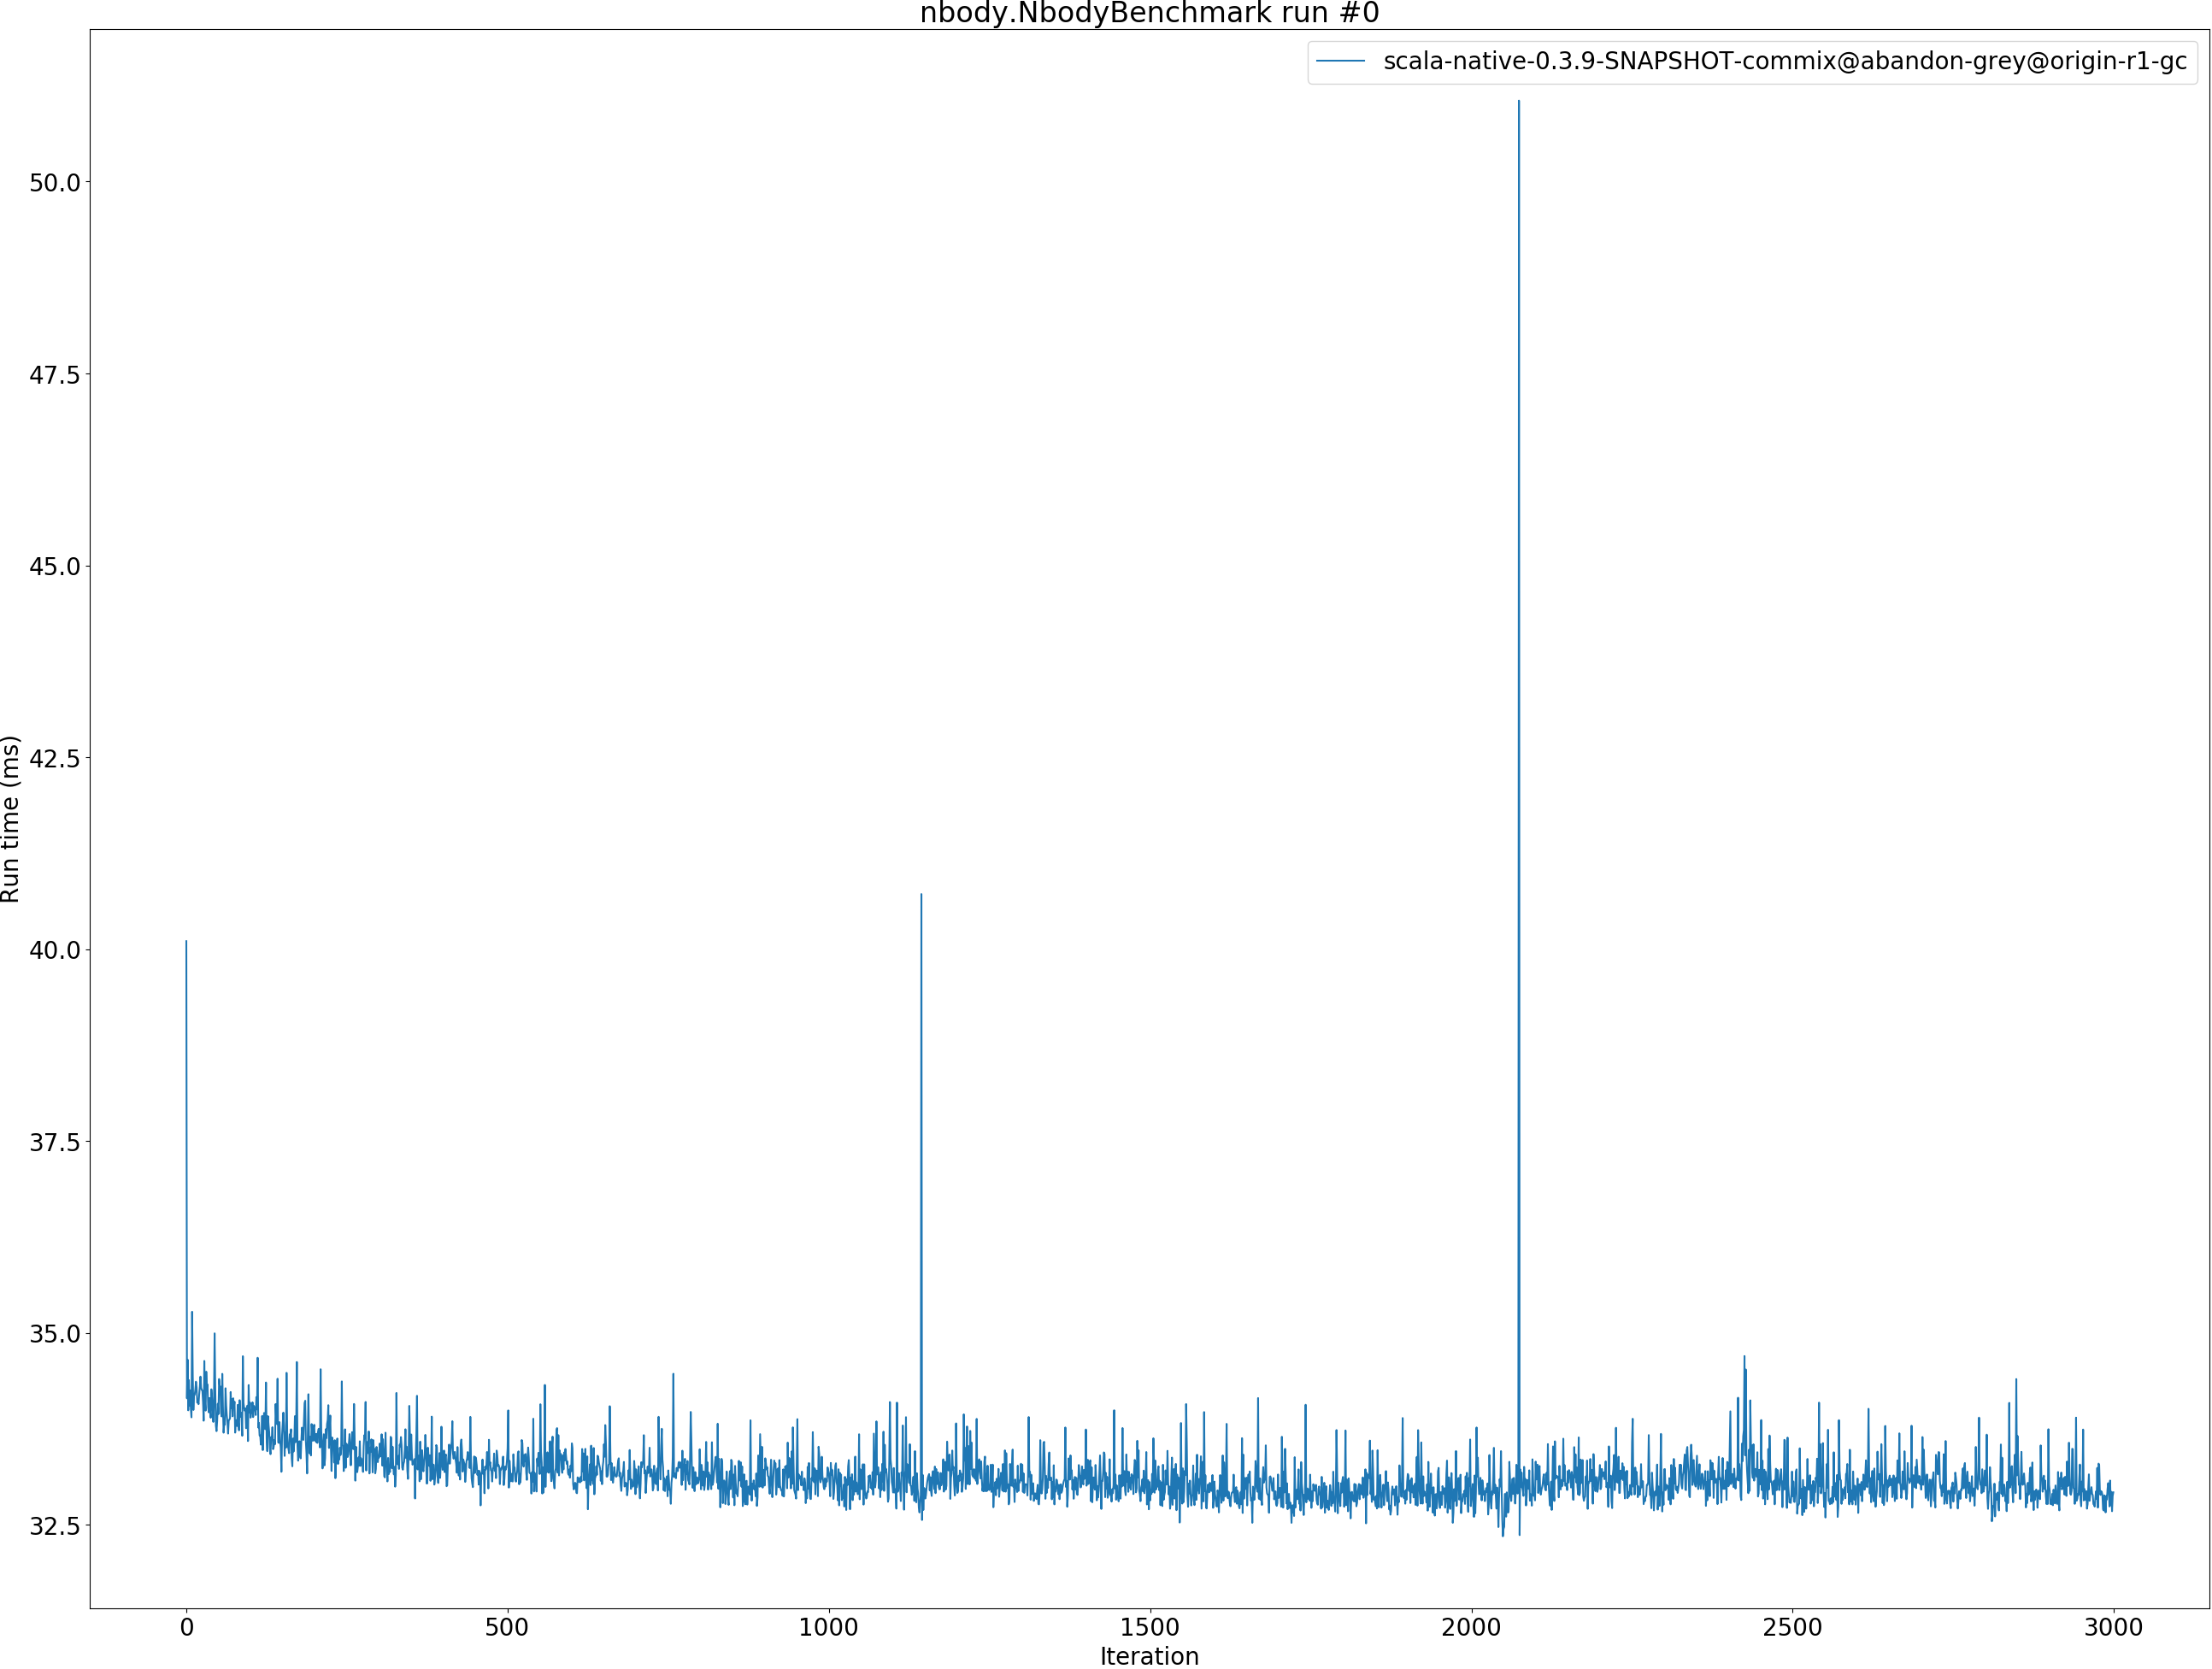 nbody.NbodyBenchmark run #0
scala-native-0.3.9-SNAPSHOT-commix@abandon-grey@origin-r1-gc
Run time (ms)
50.0
47.5
45.0
42.5
40.0
37.5
35.0
32.5
0 500 1000 1500 2000 2500 3000
Iteration